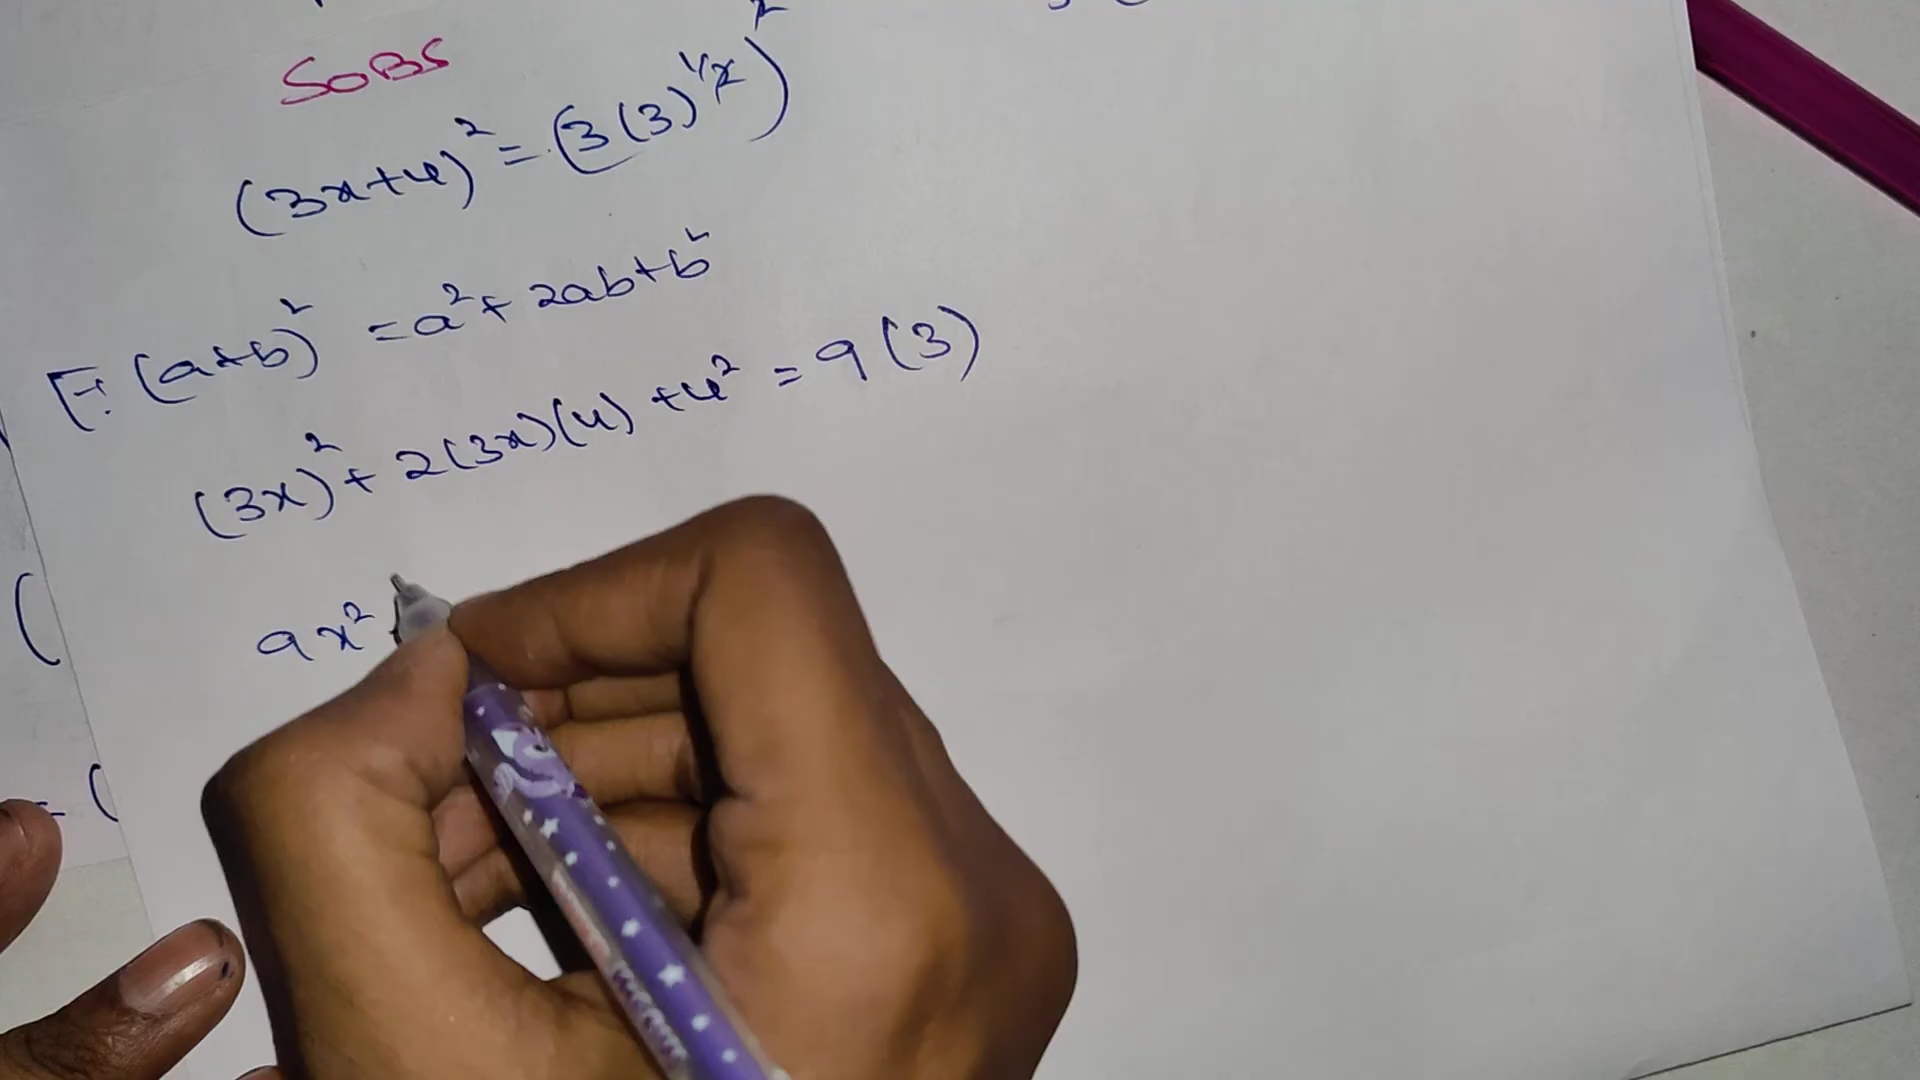 SOBS
(3x+4)² = (3(3)^1/2)²
F: (a+b)² = a² + 2ab + b²
(3x)² + 2(3x)(4) + 4² = 9(3)
9x²